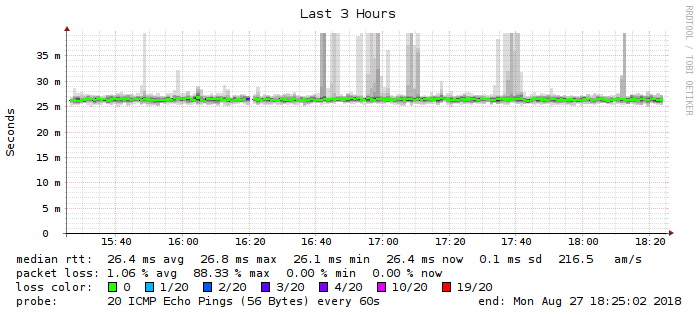 Last 3 Hours
RRDTOOL / TOBI OETIKER
Seconds
35 m
30 m
25 m
20 m
15 m
10 m
5 m
0
15:40 16:00 16:20 16:40 17:00 17:20 17:40 18:00 18:20
median rtt: 26.4 ms avg 26.8 ms max 26.1 ms min 26.4 ms now 0.1 ms sd 216.5 am/s
packet loss: 1.06 % avg 88.33 % max 0.00 % min 0.00 % now
loss color: 0 1/20 2/20 3/20 4/20 10/20 19/20
probe: 20 ICMP Echo Pings (56 Bytes) every 60s end: Mon Aug 27 18:25:02 2018